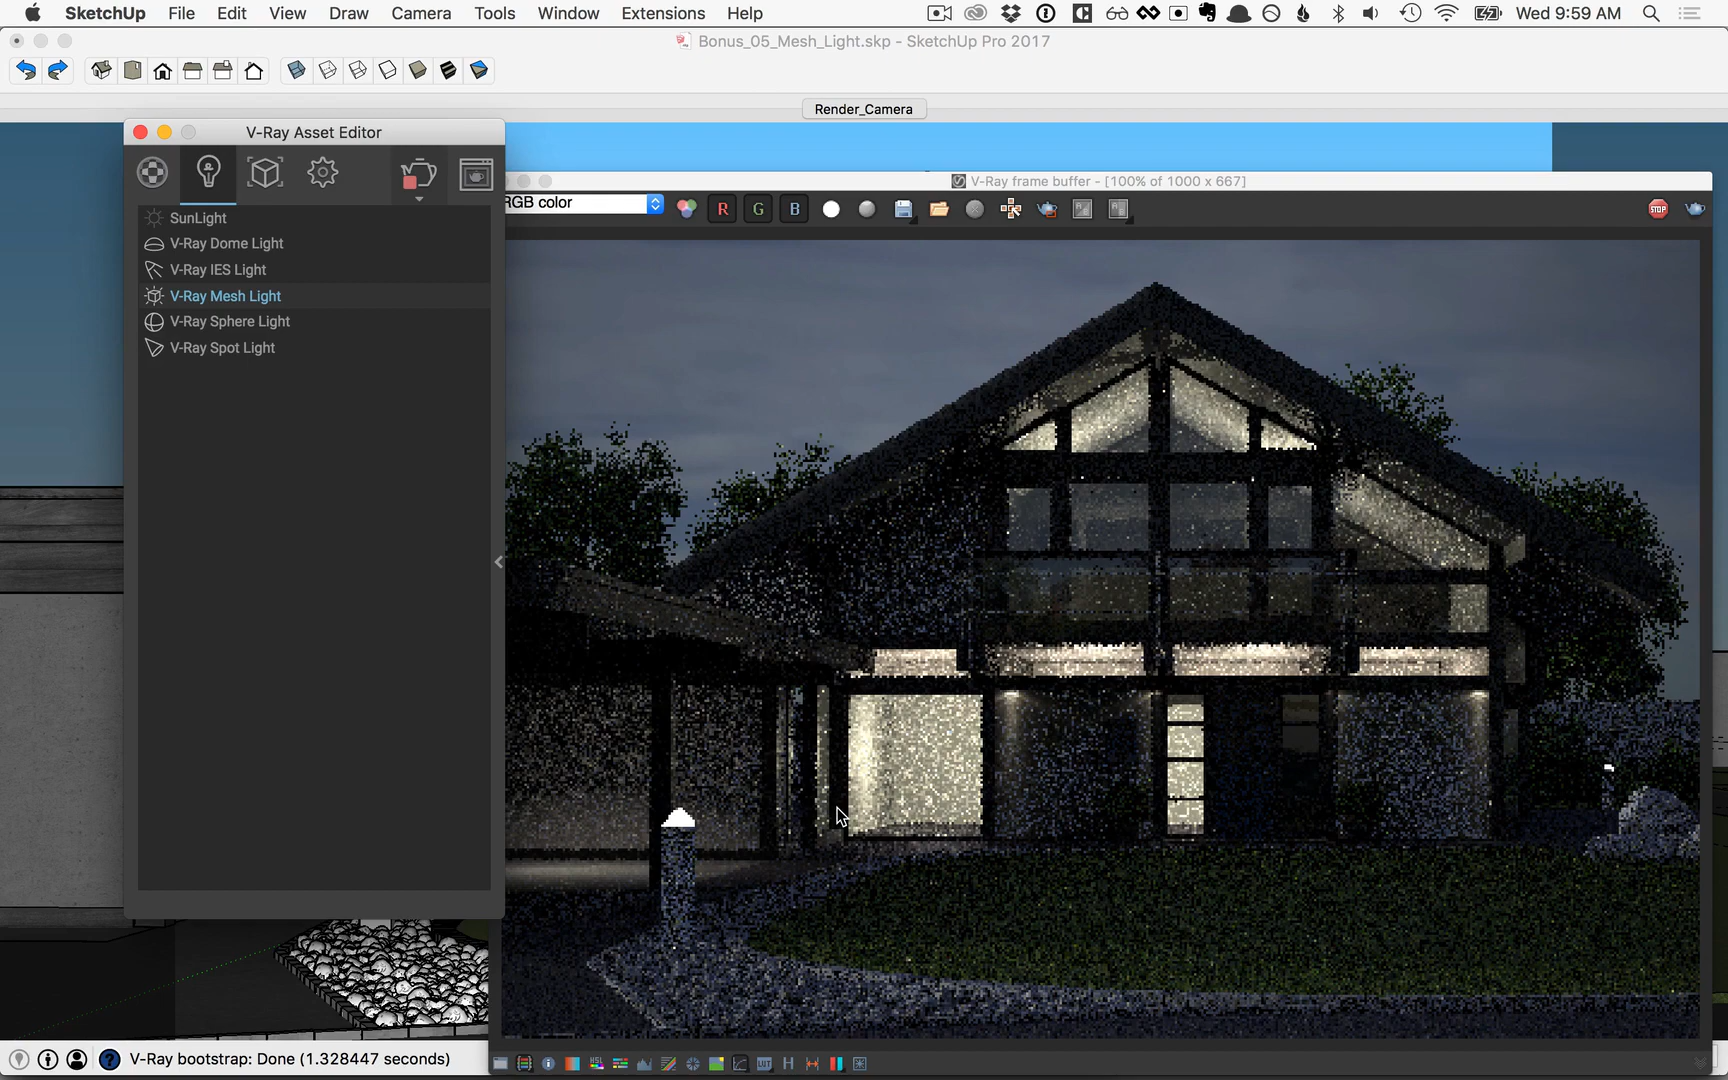 SketchUp File Edit View Draw Camera Tools Window Extensions Help Wed 9:59 AM
Bonus_05_Mesh_Light.skp - SketchUp Pro 2017
Render_Camera
V-Ray Asset Editor
V-Ray frame buffer - [100% of 1000 x 667]
RGB color R G B STOP
SunLight
V-Ray Dome Light
V-Ray IES Light
V-Ray Mesh Light
V-Ray Sphere Light
V-Ray Spot Light
V-Ray bootstrap: Done (1.328447 seconds)
HSL LUT H